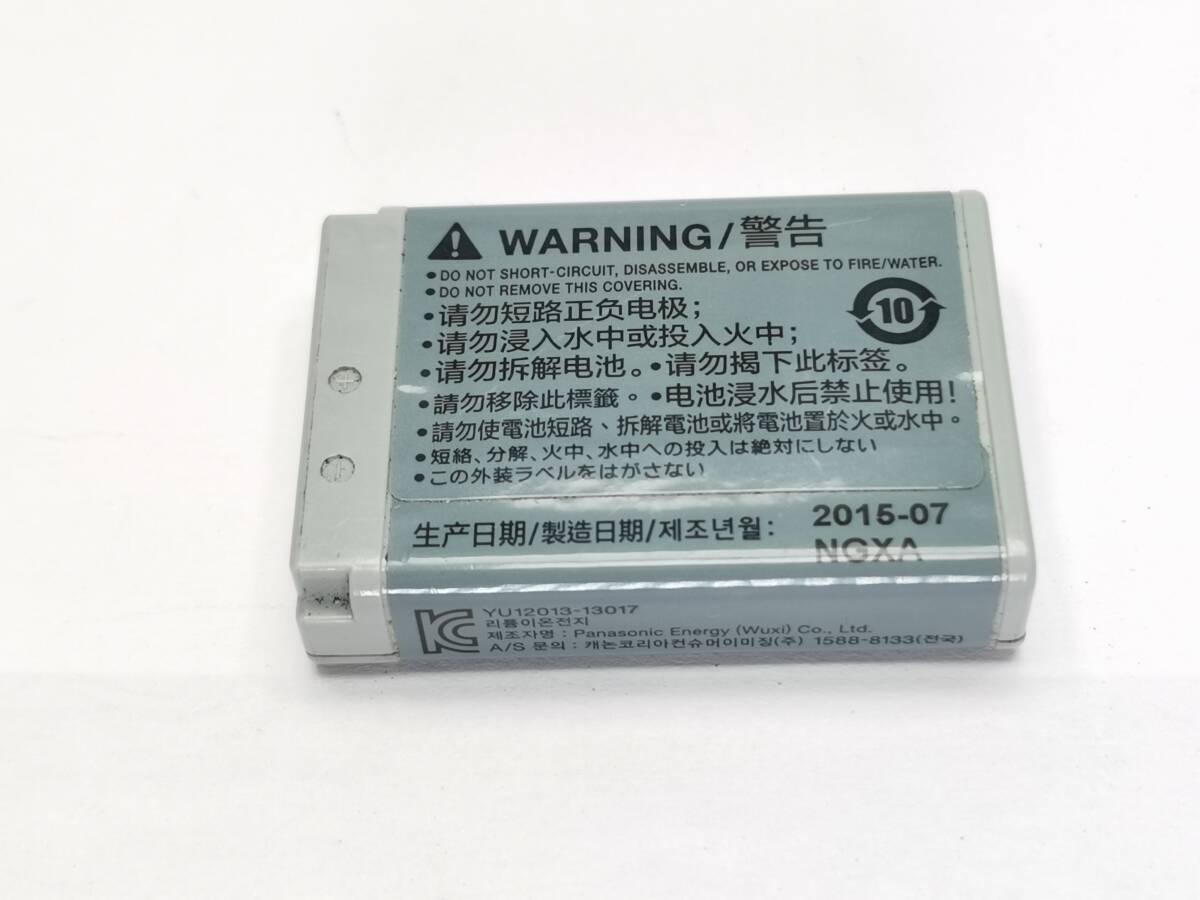 WARNING/警告
•DO NOT SHORT-CIRCUIT, DISASSEMBLE, OR EXPOSE TO FIRE/WATER.
•DO NOT REMOVE THIS COVERING.
•请勿短路正负电极;
•请勿浸入水中或投入火中;
•请勿拆解电池。•请勿揭下此标签。
•請勿移除此標籤。•电池浸水后禁止使用!
•請勿使電池短路、拆解電池或將電池置於火或水中。
•短絡、分解、火中、水中への投入は絶対にしない
•この外装ラベルをはがさない
10
生产日期/製造日期/제조년월: 2015-07
NGXA
KC YU12013-13017
리튬이온전지
제조자명 : Panasonic Energy (Wuxi) Co., Ltd.
A/S 문의 : 캐논코리아컨슈머이미징(주) 1588-8133(전국)
+
-